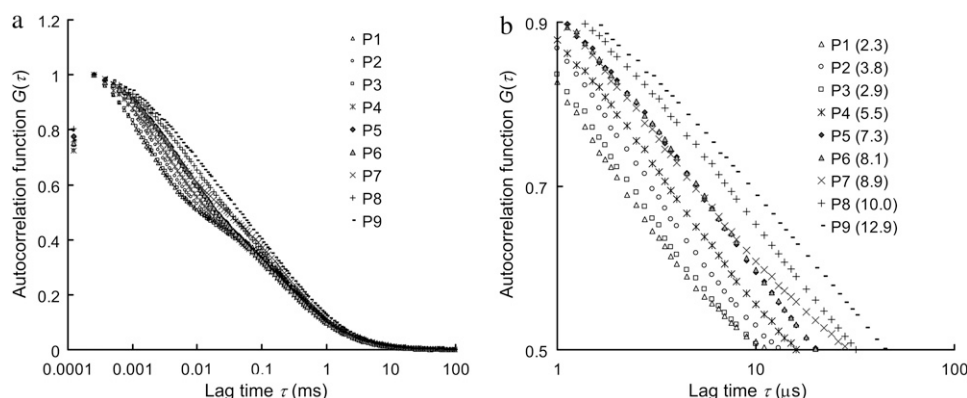 a
Autocorrelation function G(τ)
1.2
1
0.8
0.6
0.4
0.2
0
0.0001
0.001
0.01
0.1
1
10
100
Lag time τ (ms)
P1
P2
P3
P4
P5
P6
P7
P8
P9
b
Autocorrelation function G(τ)
0.9
0.7
0.5
1
10
100
Lag time τ (μs)
P1 (2.3)
P2 (3.8)
P3 (2.9)
P4 (5.5)
P5 (7.3)
P6 (8.1)
P7 (8.9)
P8 (10.0)
P9 (12.9)